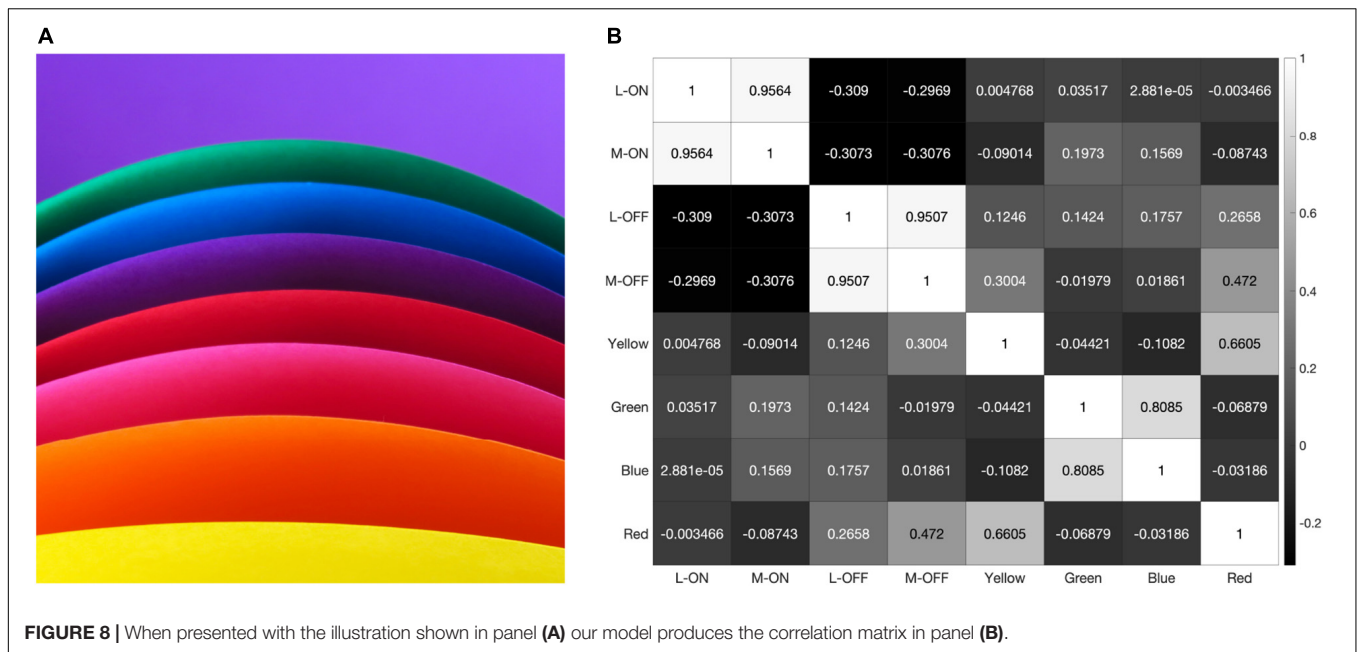 A
B
L-ON 1 0.9564 -0.309 -0.2969 0.004768 0.03517 2.881e-05 -0.003466
M-ON 0.9564 1 -0.3073 -0.3076 -0.09014 0.1973 0.1569 -0.08743
L-OFF -0.309 -0.3073 1 0.9507 0.1246 0.1424 0.1757 0.2658
M-OFF -0.2969 -0.3076 0.9507 1 0.3004 -0.01979 0.01861 0.472
Yellow 0.004768 -0.09014 0.1246 0.3004 1 -0.04421 -0.1082 0.6605
Green 0.03517 0.1973 0.1424 -0.01979 -0.04421 1 0.8085 -0.06879
Blue 2.881e-05 0.1569 0.1757 0.01861 -0.1082 0.8085 1 -0.03186
Red -0.003466 -0.08743 0.2658 0.472 0.6605 -0.06879 -0.03186 1
L-ON M-ON L-OFF M-OFF Yellow Green Blue Red
1
0.8
0.6
0.4
0.2
0
-0.2
FIGURE 8 | When presented with the illustration shown in panel (A) our model produces the correlation matrix in panel (B).